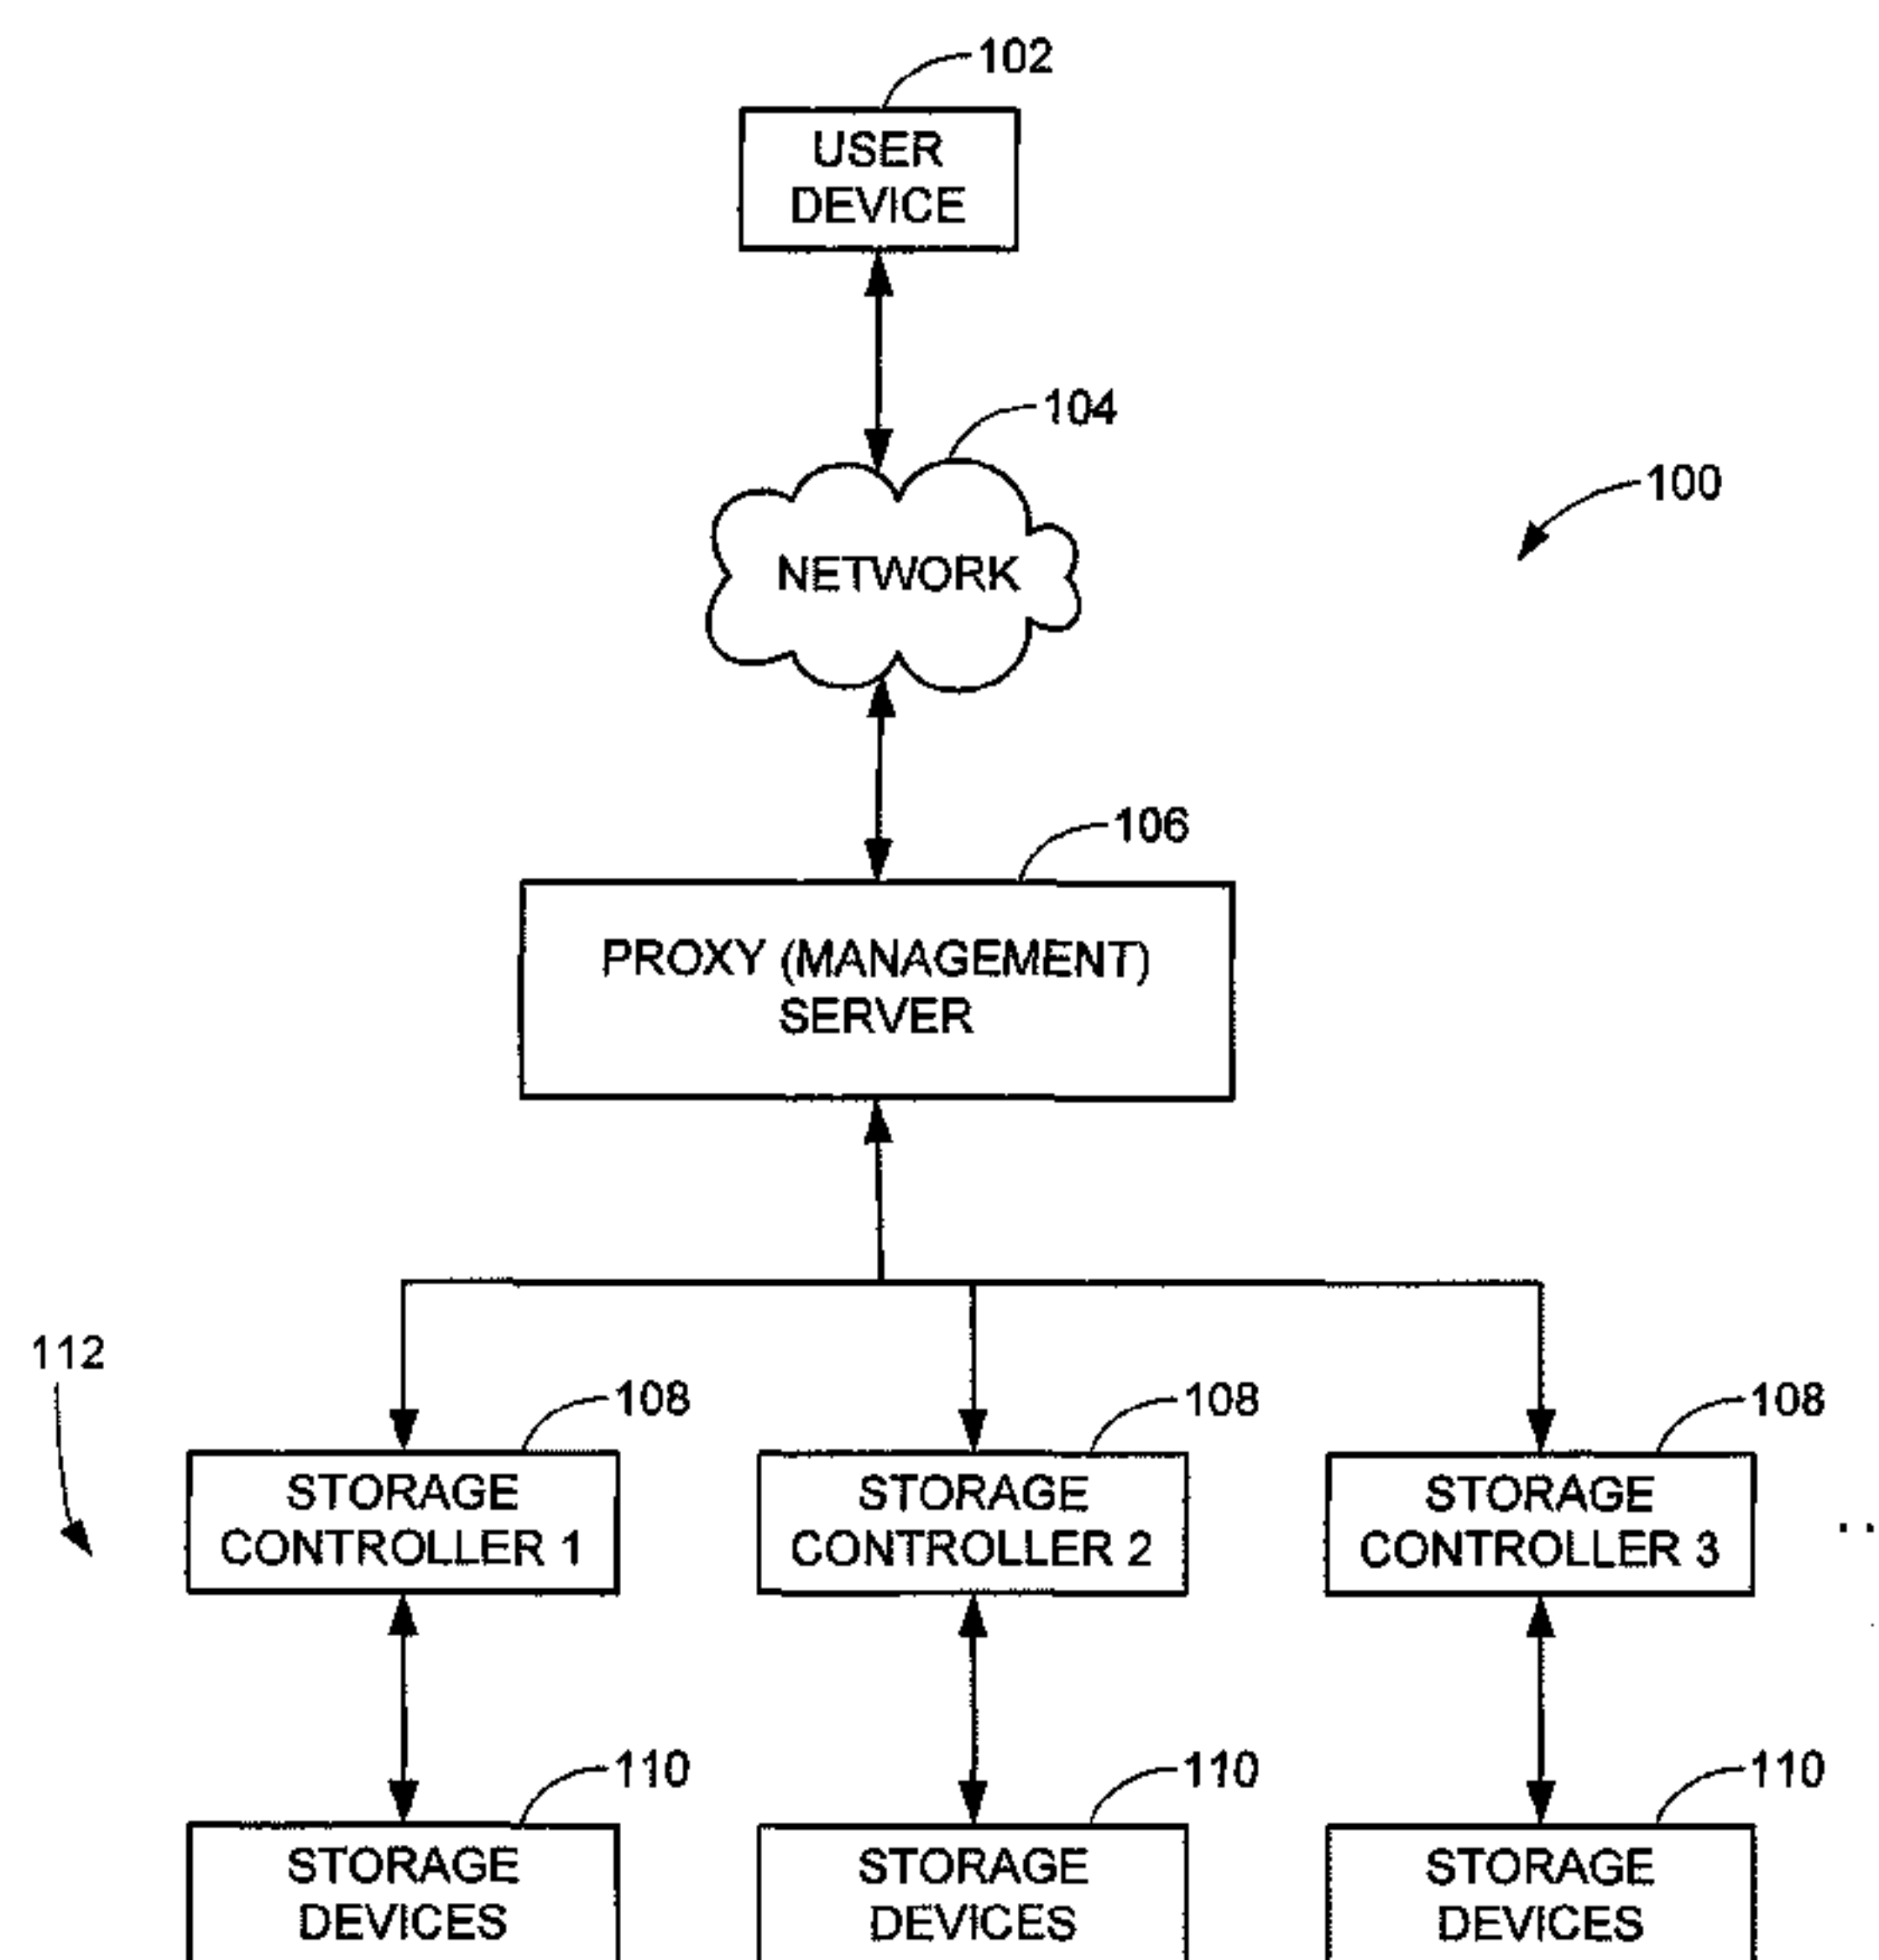 102
USER
DEVICE
104
NETWORK
100
106
PROXY (MANAGEMENT)
SERVER
112
108
108
108
STORAGE
CONTROLLER 1
STORAGE
CONTROLLER 2
STORAGE
CONTROLLER 3
..
110
110
110
STORAGE
DEVICES
STORAGE
DEVICES
STORAGE
DEVICES